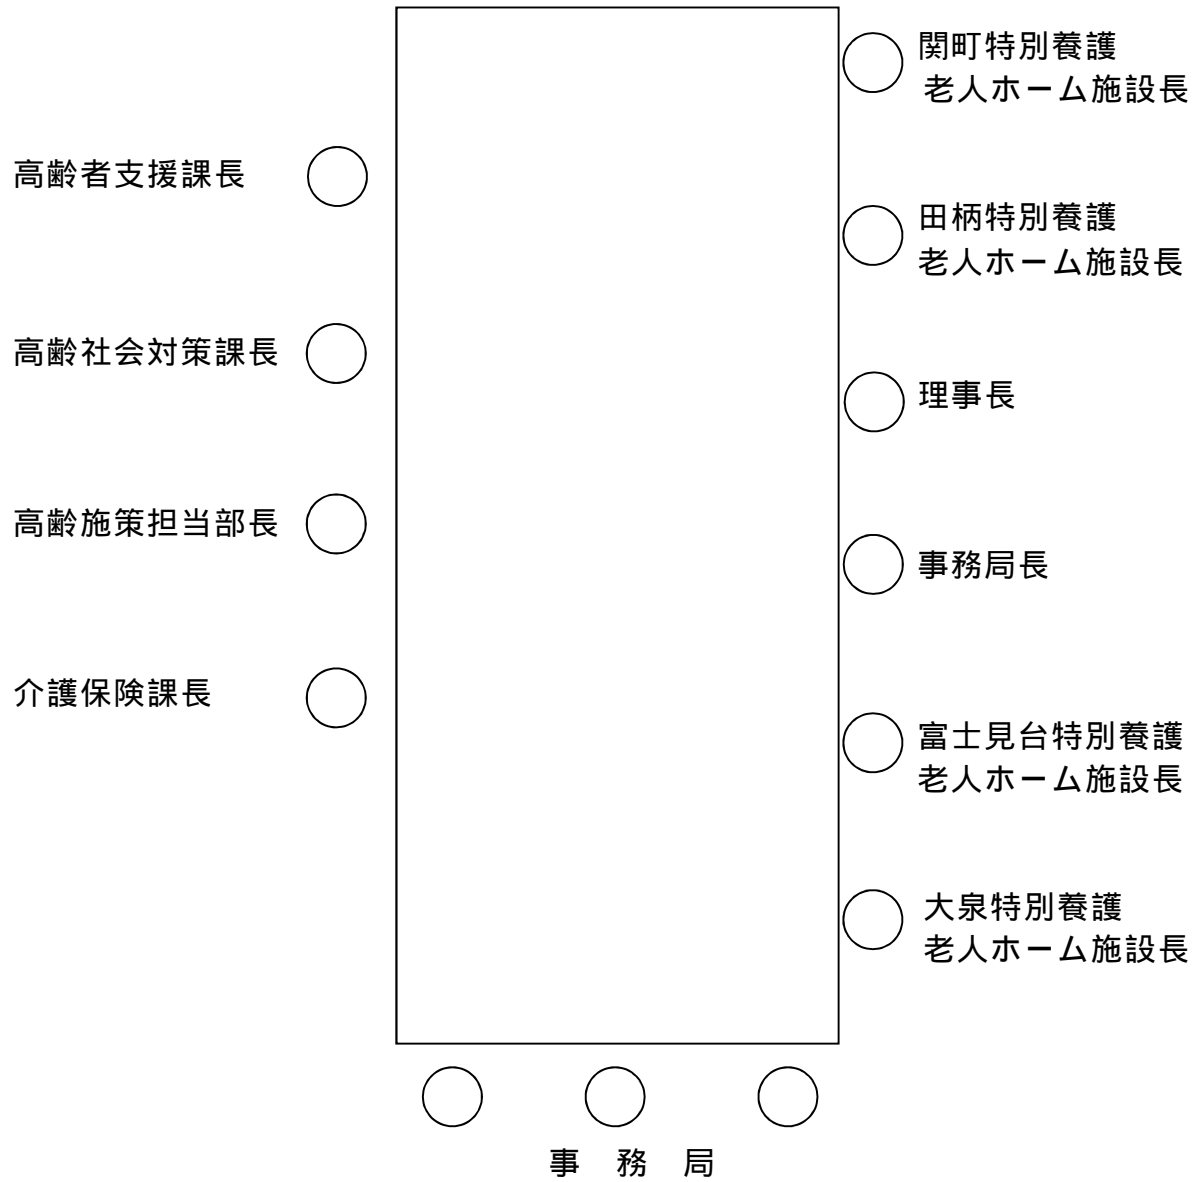 高齢者支援課長
高齢社会対策課長
高齢施策担当部長
介護保険課長
関町特別養護
老人ホーム施設長
田柄特別養護
老人ホーム施設長
理事長
事務局長
富士見台特別養護
老人ホーム施設長
大泉特別養護
老人ホーム施設長
事　務　局